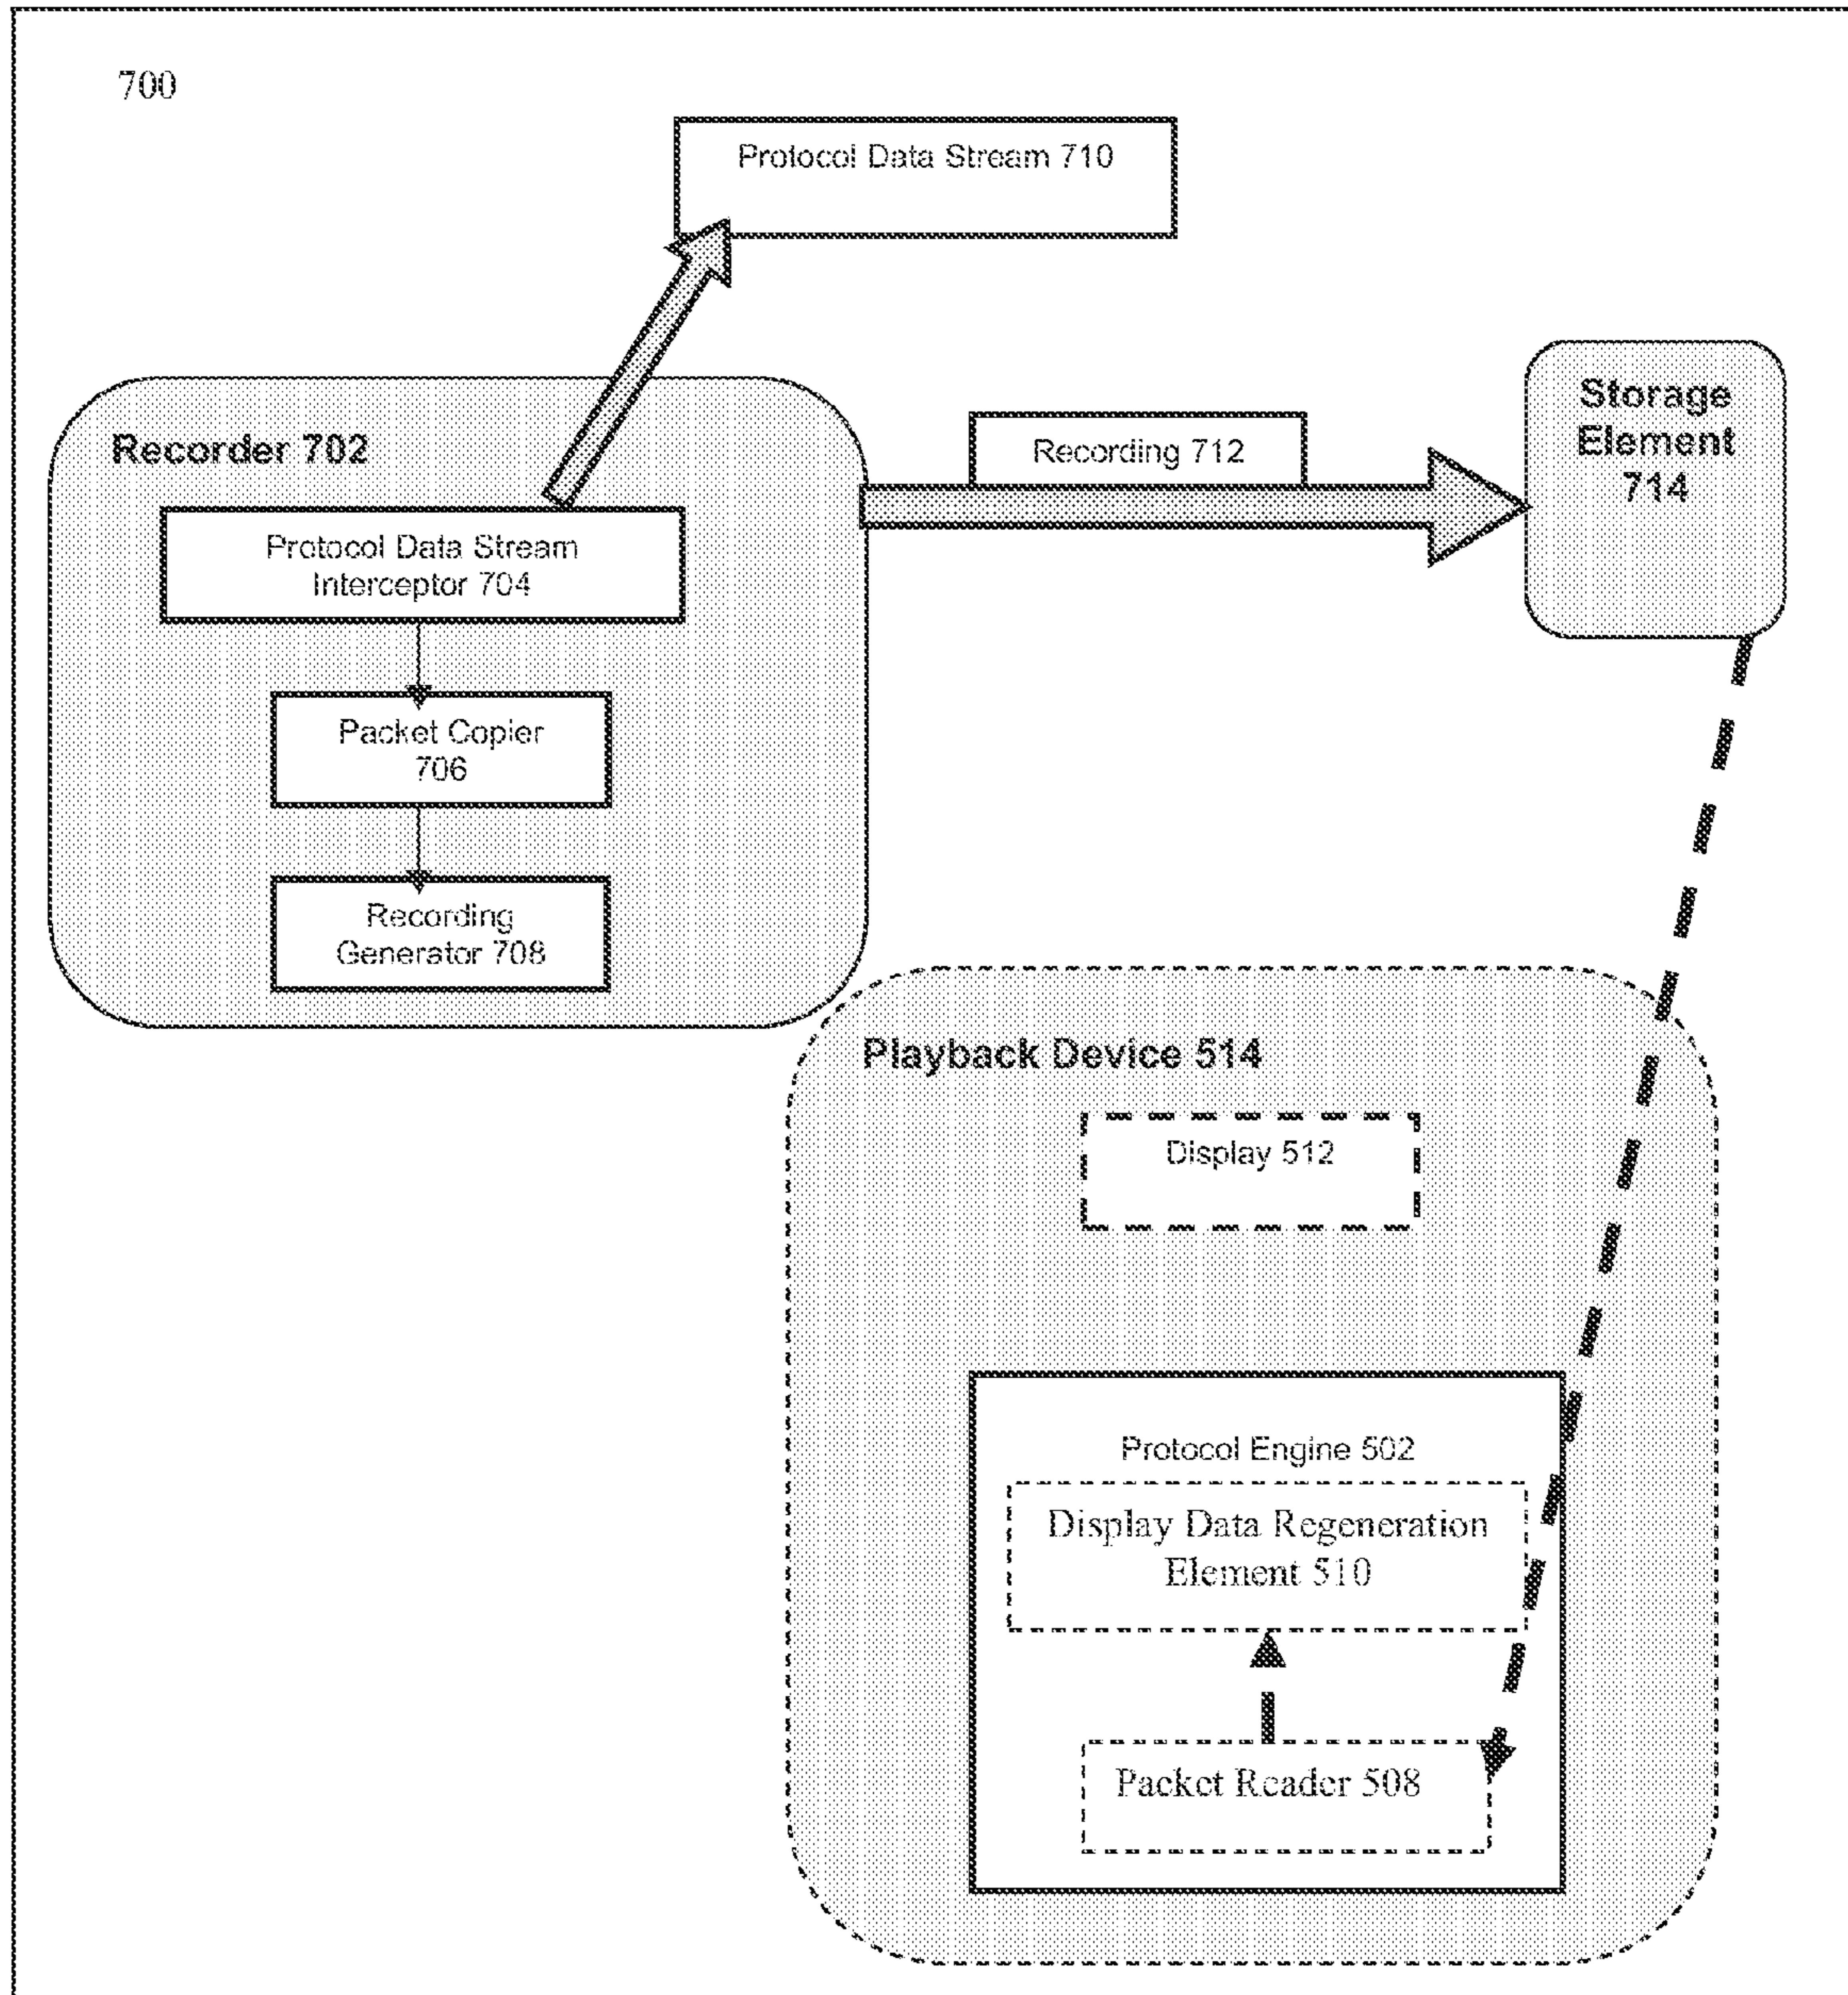 700
Protocol Data Stream 710
Recorder 702
Protocol Data Stream
Interceptor 704
Packet Copier
706
Recording
Generator 708
Recording 712
Storage
Element
714
Playback Device 514
Display 512
Protocol Engine 502
Display Data Regeneration
Element 510
Packet Reader 508